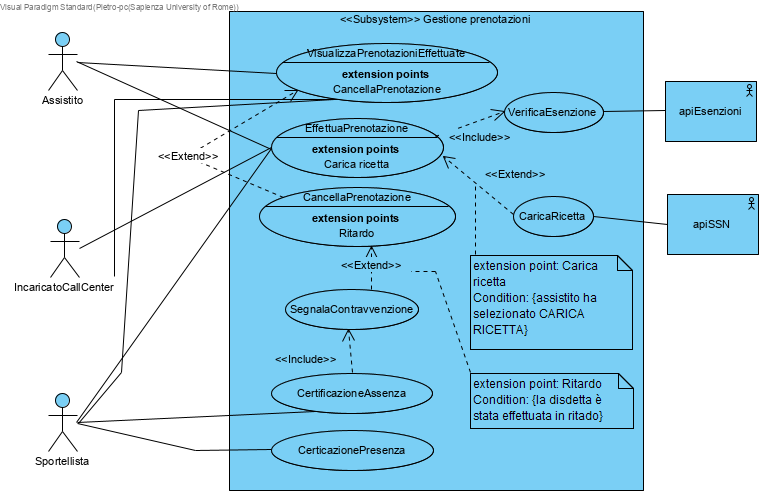 Visual Paradigm Standard(Pietro-pc(Sapienza University of Rome))
<<Subsystem>> Gestione prenotazioni
Assistito
VisualizzaPrenotazioniEffettuate
extension points
CancellaPrenotazione
VerificaEsenzione
apiEsenzioni
EffettuaPrenotazione
extension points
Carica ricetta
<<Include>>
<<Extend>>
<<Extend>>
CancellaPrenotazione
extension points
Ritardo
CaricaRicetta
apiSSN
IncaricatoCallCenter
<<Extend>>
extension point: Carica
ricetta
Condition: {assistito ha
selezionato CARICA
RICETTA}
SegnalaContravvenzione
<<Include>>
extension point: Ritardo
Condition: {la disdetta è
stata effettuata in ritado}
CertificazioneAssenza
CerticazionePresenza
Sportellista